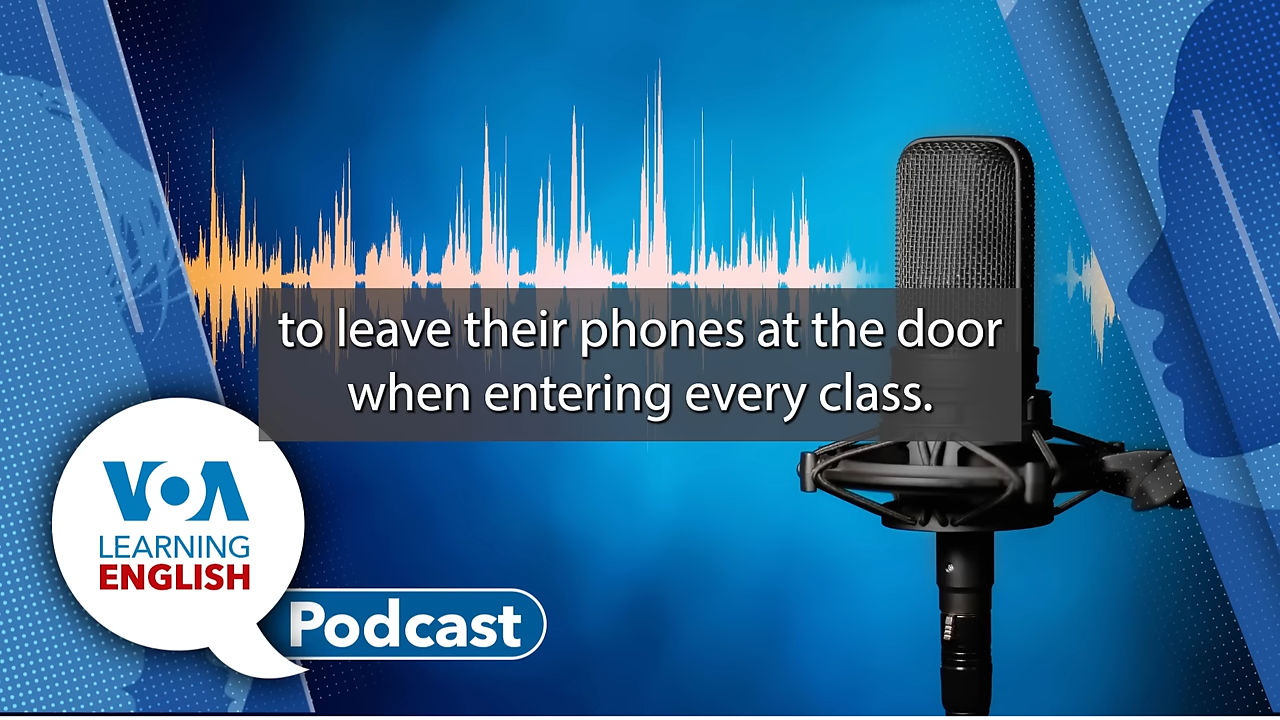 to leave their phones at the door
when entering every class.
VOA
LEARNING
ENGLISH
Podcast